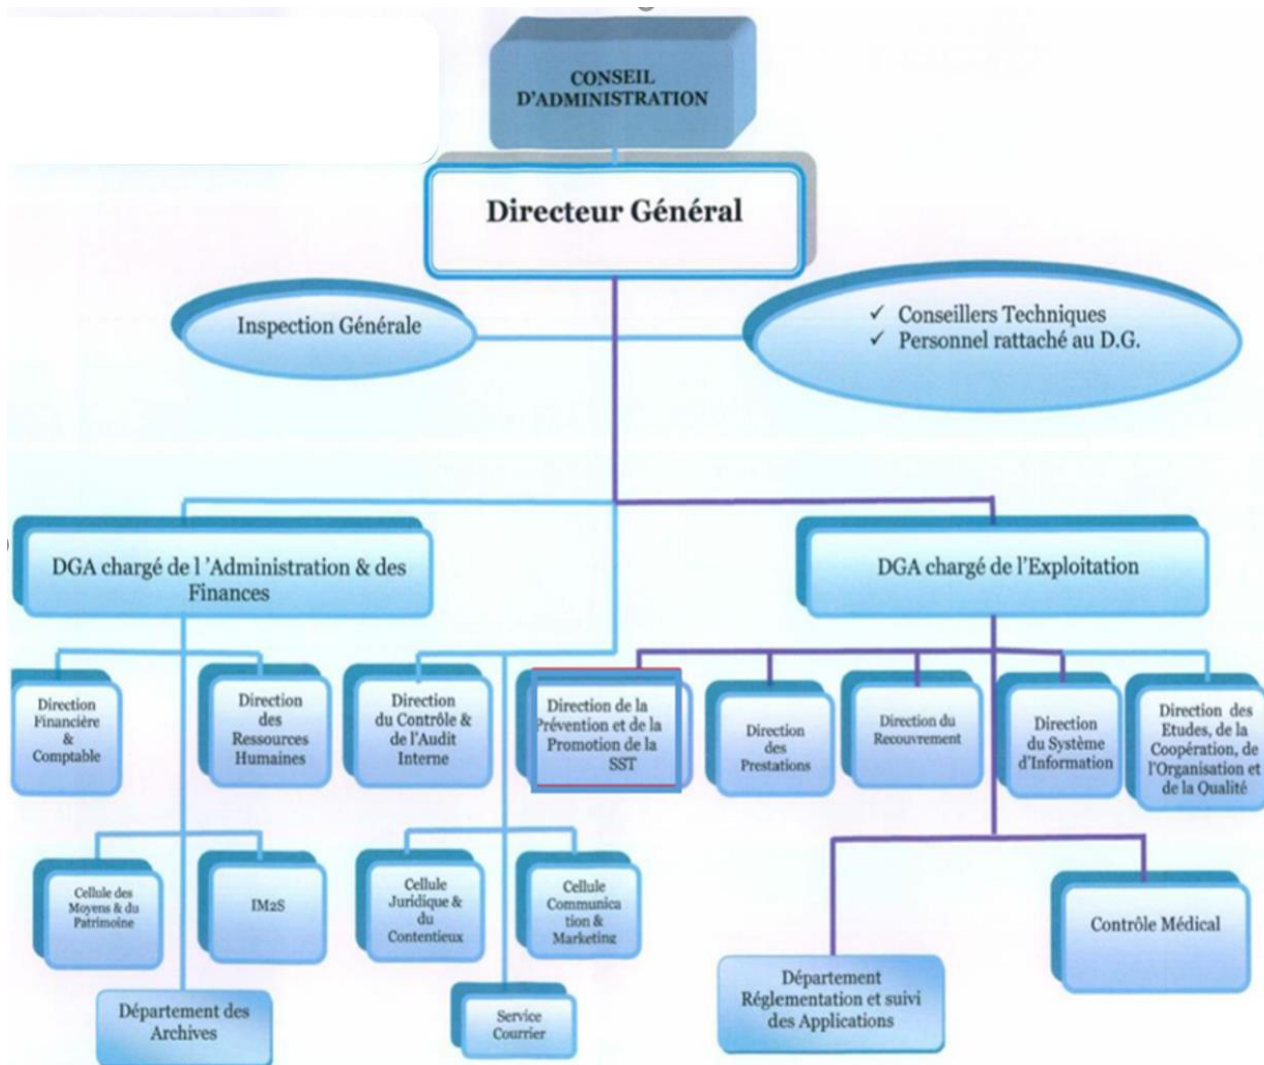 CONSEIL
D'ADMINISTRATION
Directeur Général
Inspection Générale
✓ Conseillers Techniques
✓ Personnel rattaché au D.G.
DGA chargé de l 'Administration & des
Finances
DGA chargé de l'Exploitation
Direction
Financière
&
Comptable
Direction
des
Ressources
Humaines
Direction
du Contrôle &
de l'Audit
Interne
Direction de la
Prévention et de la
Promotion de la
SST
Direction
des
Prestations
Direction du
Recouvrement
Direction
du Système
d'Information
Direction des
Etudes, de la
Coopération, de
l'Organisation et
de la Qualité
Cellule des
Moyens & du
Patrimoine
IM2S
Cellule
Juridique &
du
Contentieux
Cellule
Communica
tion &
Marketing
Contrôle Médical
Département des
Archives
Service
Courrier
Département
Réglementation et suivi
des Applications